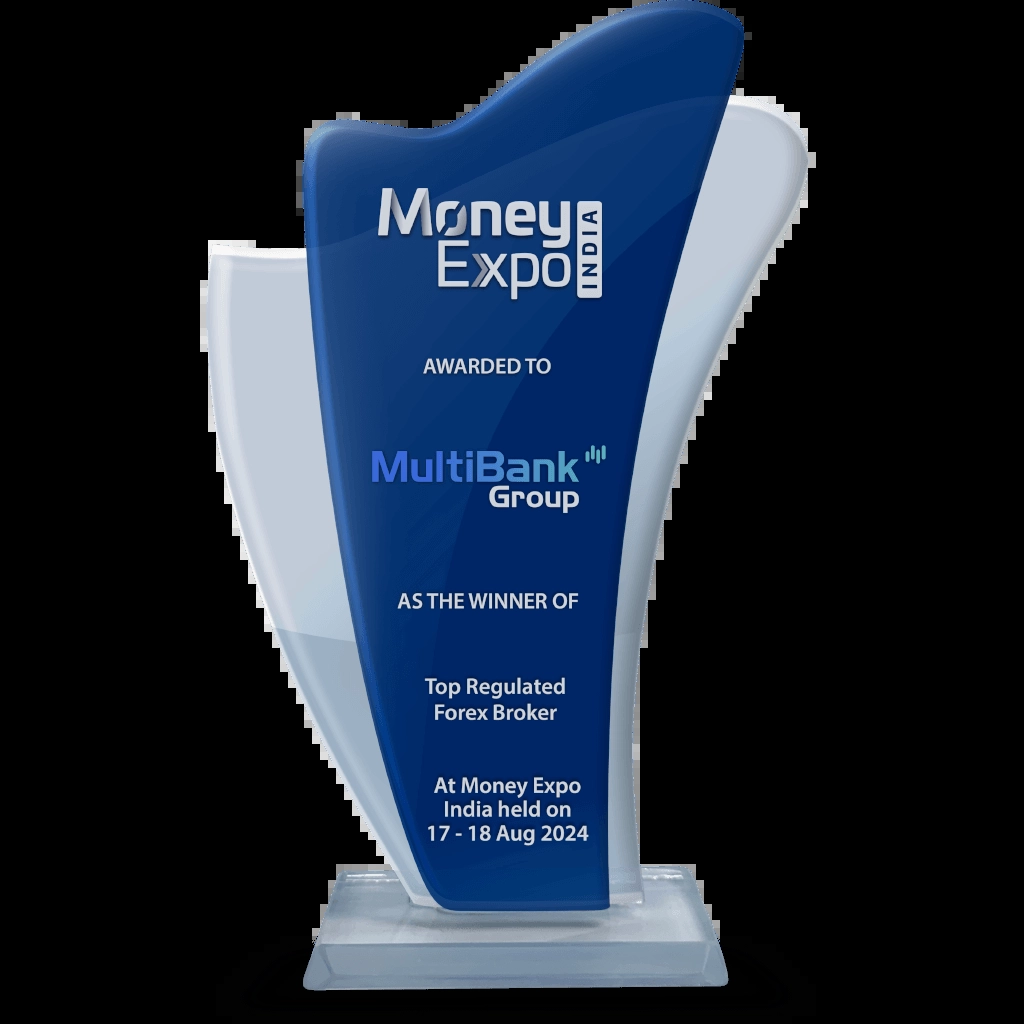 Money
Expo
INDIA
AWARDED TO
MultiBank
Group
AS THE WINNER OF
Top Regulated
Forex Broker
At Money Expo
India held on
17 - 18 Aug 2024